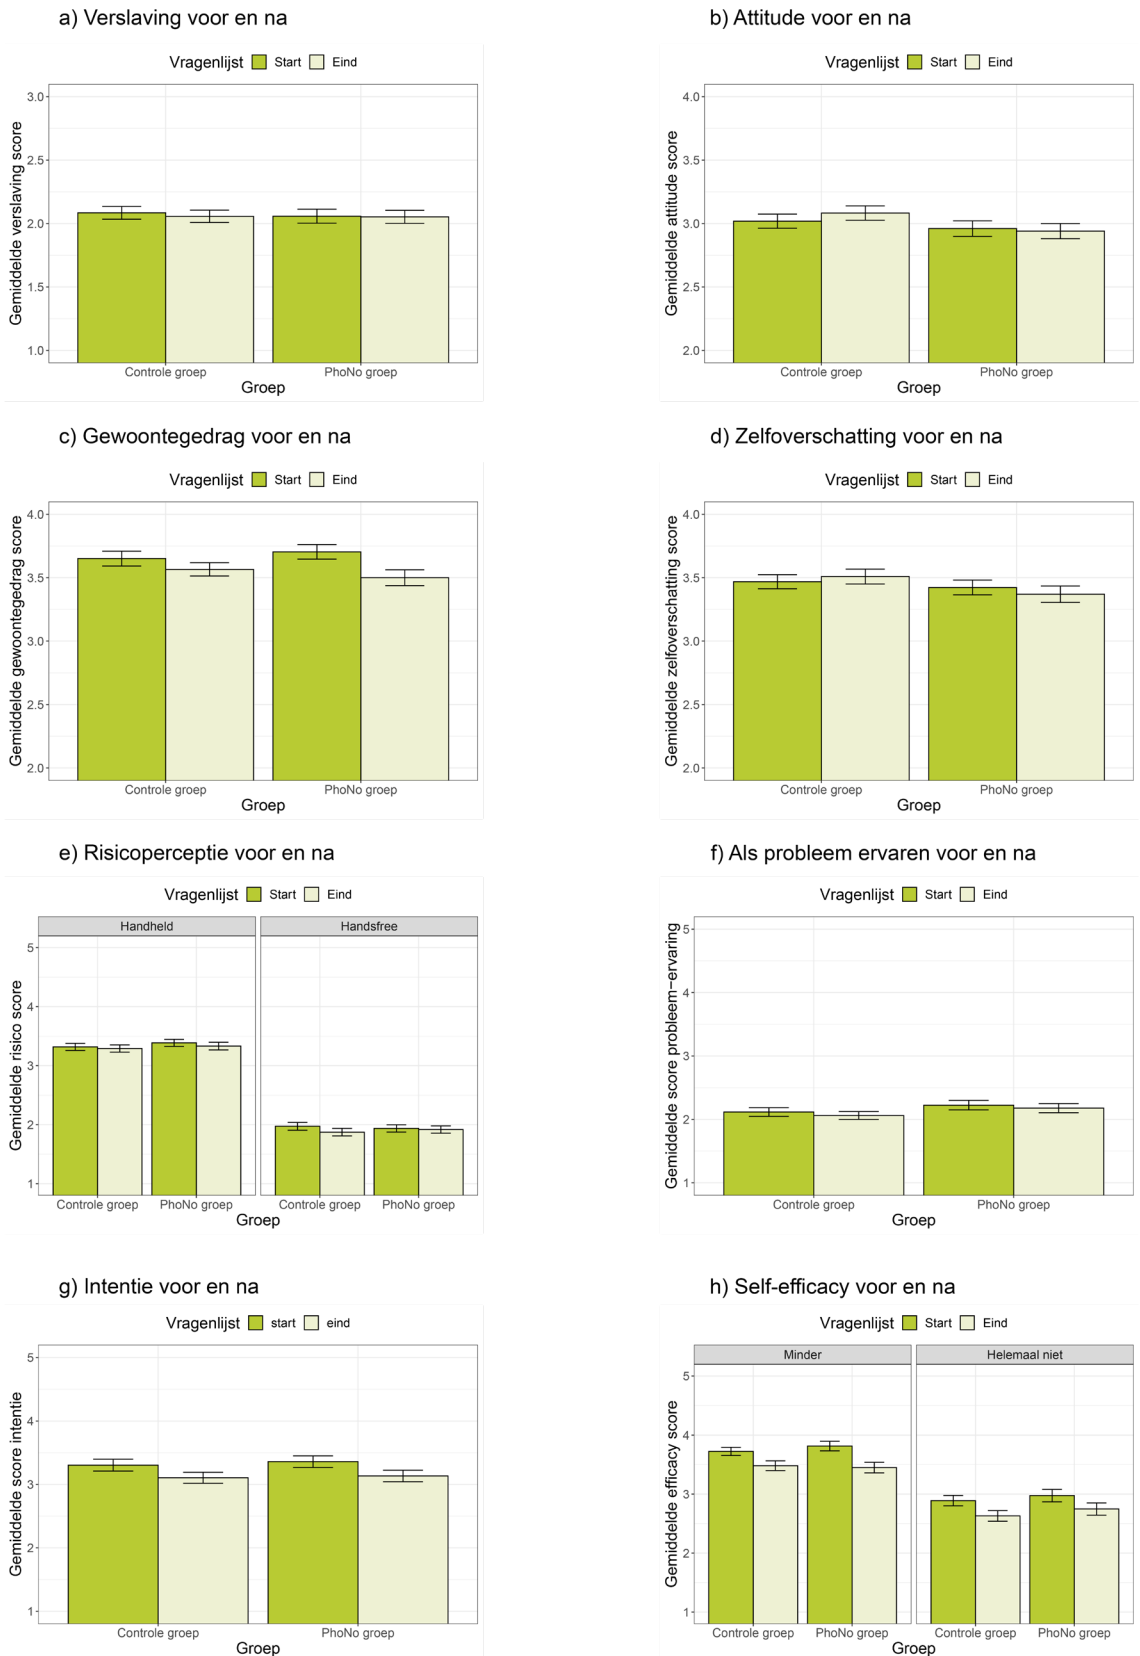 a) Verslaving voor en na
Vragenlijst Start Eind
Gemiddelde verslaving score
3.0
2.5
2.0
1.5
1.0
Controle groep PhoNo groep
Groep
b) Attitude voor en na
Vragenlijst Start Eind
Gemiddelde attitude score
4.0
3.5
3.0
2.5
2.0
Controle groep PhoNo groep
Groep
c) Gewoontegedrag voor en na
Vragenlijst Start Eind
Gemiddelde gewoontegedrag score
4.0
3.5
3.0
2.5
2.0
Controle groep PhoNo groep
Groep
d) Zelfoverschatting voor en na
Vragenlijst Start Eind
Gemiddelde zelfoverschatting score
4.0
3.5
3.0
2.5
2.0
Controle groep PhoNo groep
Groep
e) Risicoperceptie voor en na
Vragenlijst Start Eind
Handheld Handsfree
Gemiddelde risico score
5
4
3
2
1
Controle groep PhoNo groep Controle groep PhoNo groep
Groep
f) Als probleem ervaren voor en na
Vragenlijst Start Eind
Gemiddelde score probleem−ervaring
5
4
3
2
1
Controle groep PhoNo groep
Groep
g) Intentie voor en na
Vragenlijst start eind
Gemiddelde score intentie
5
4
3
2
1
Controle groep PhoNo groep
Groep
h) Self-efficacy voor en na
Vragenlijst Start Eind
Minder Helemaal niet
Gemiddelde efficacy score
5
4
3
2
1
Controle groep PhoNo groep Controle groep PhoNo groep
Groep